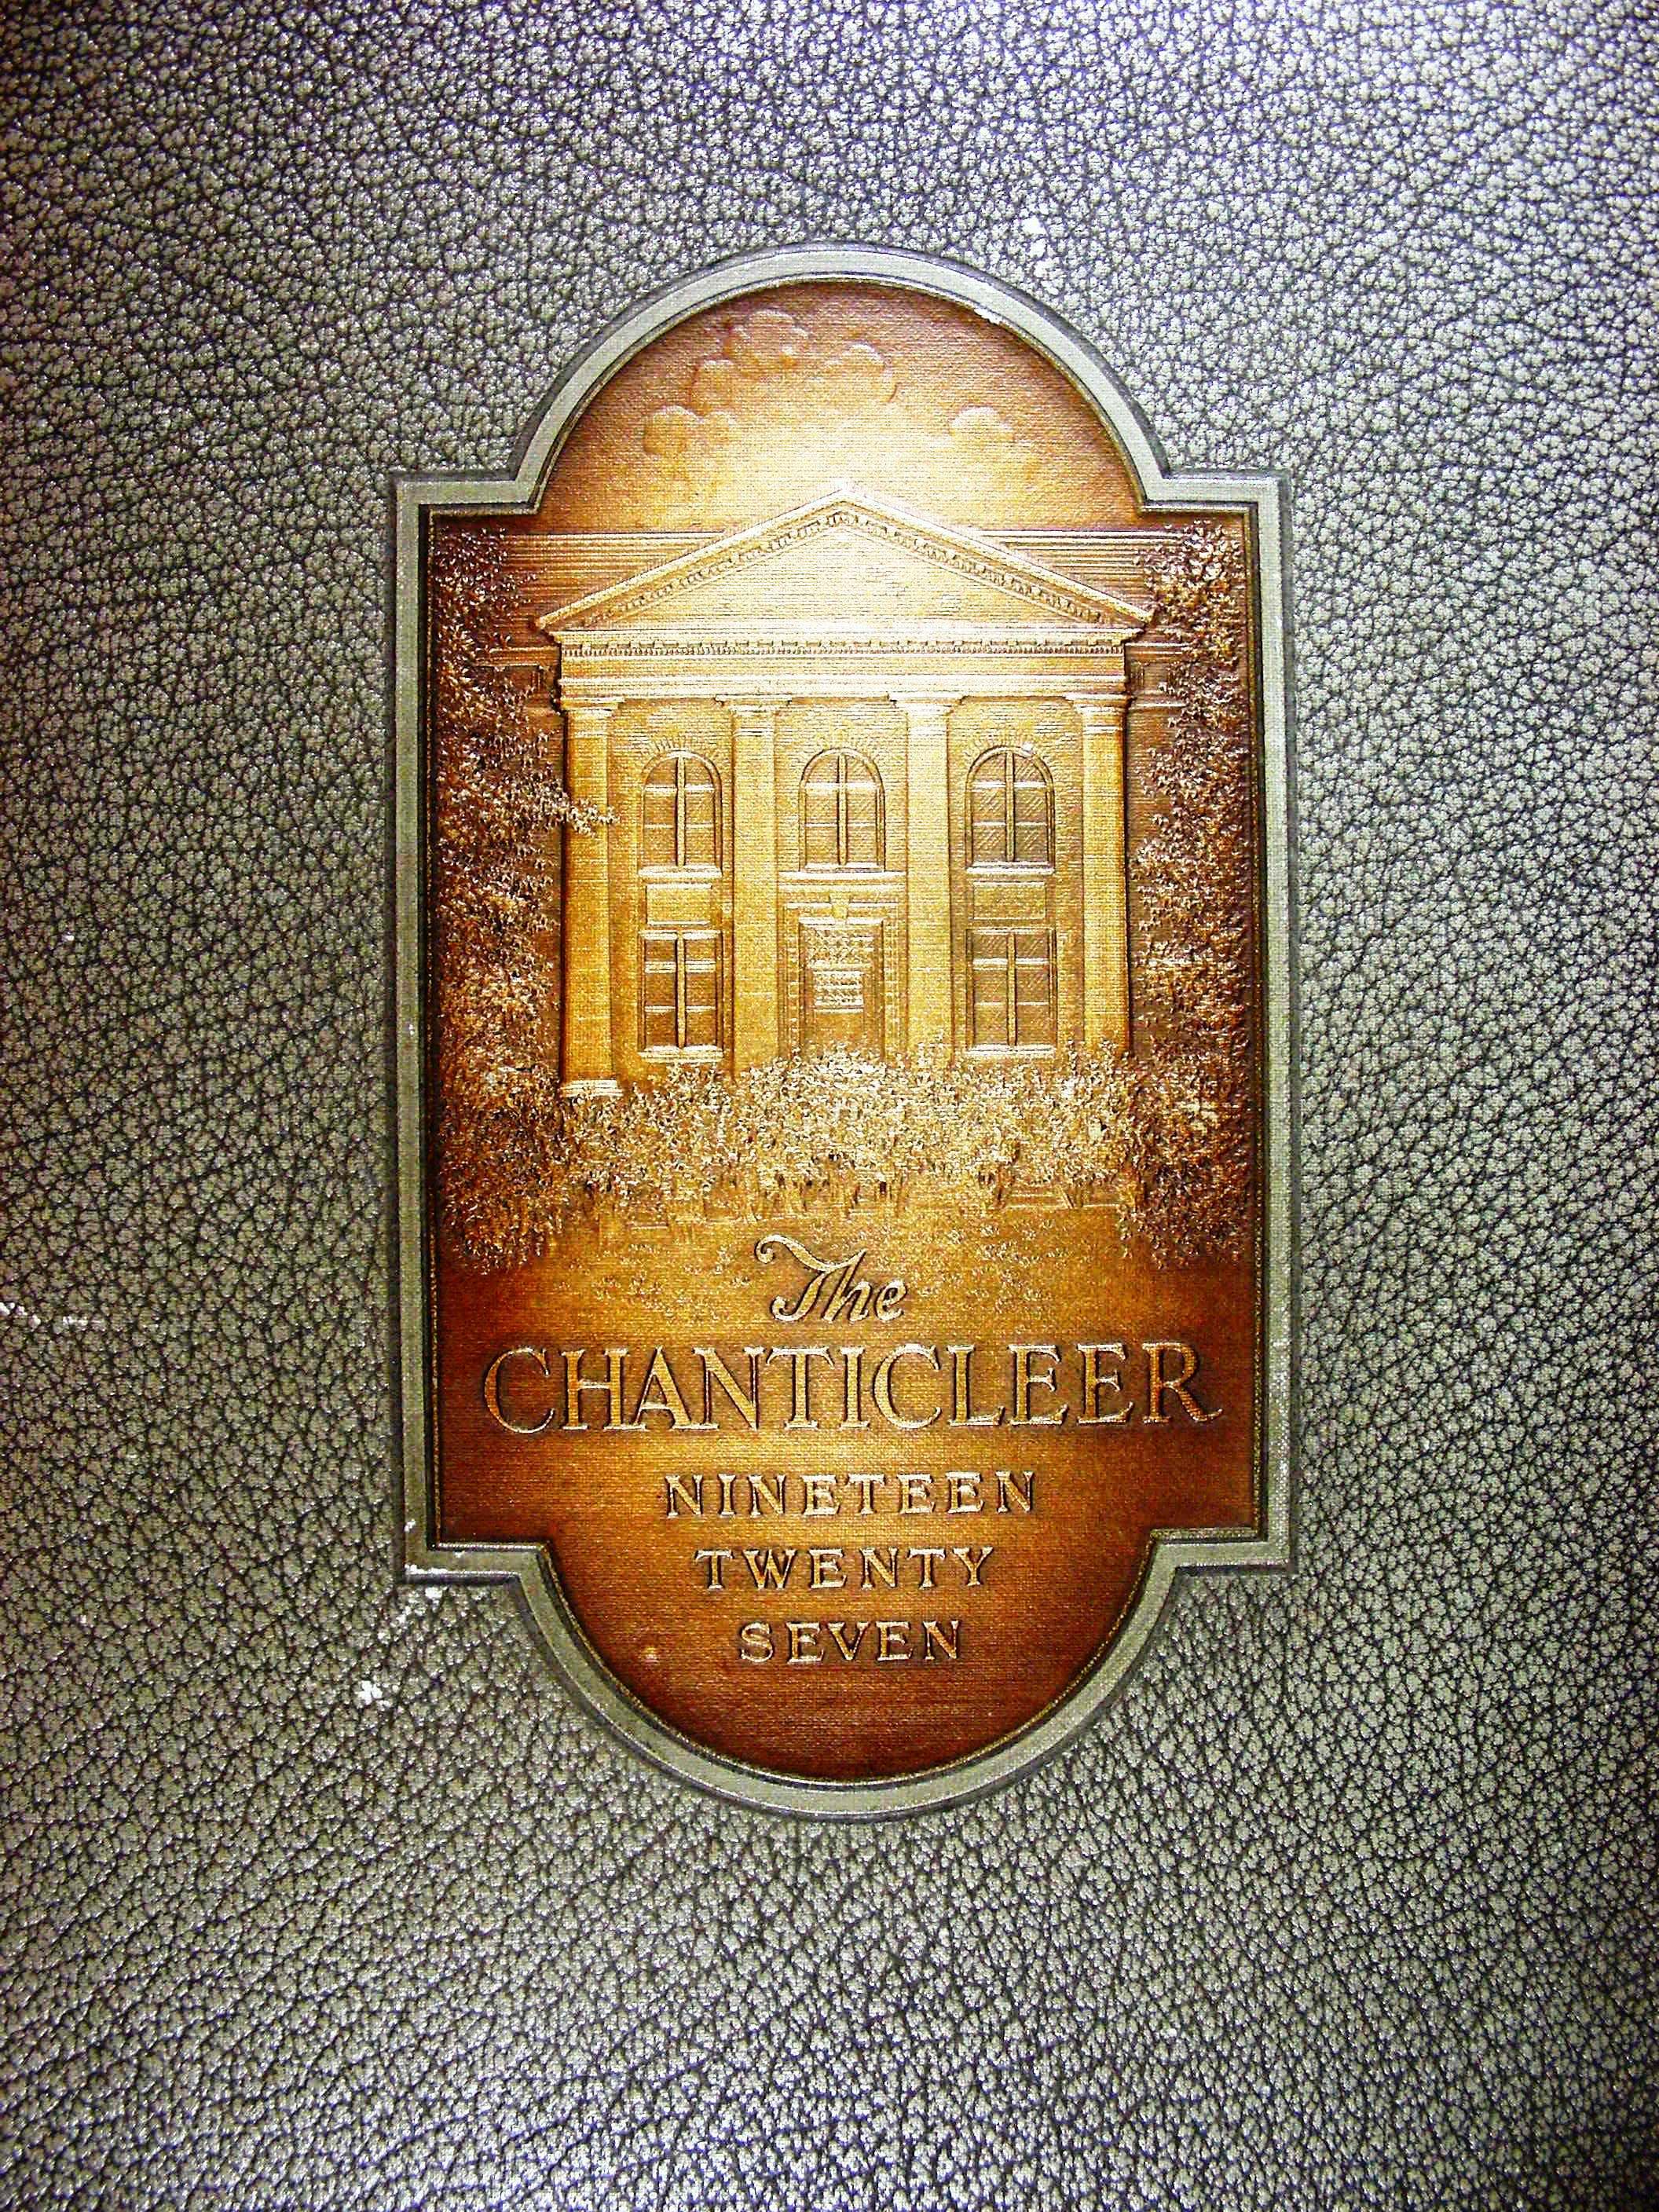 The
CHANTICLEER
NINETEEN
TWENTY
SEVEN